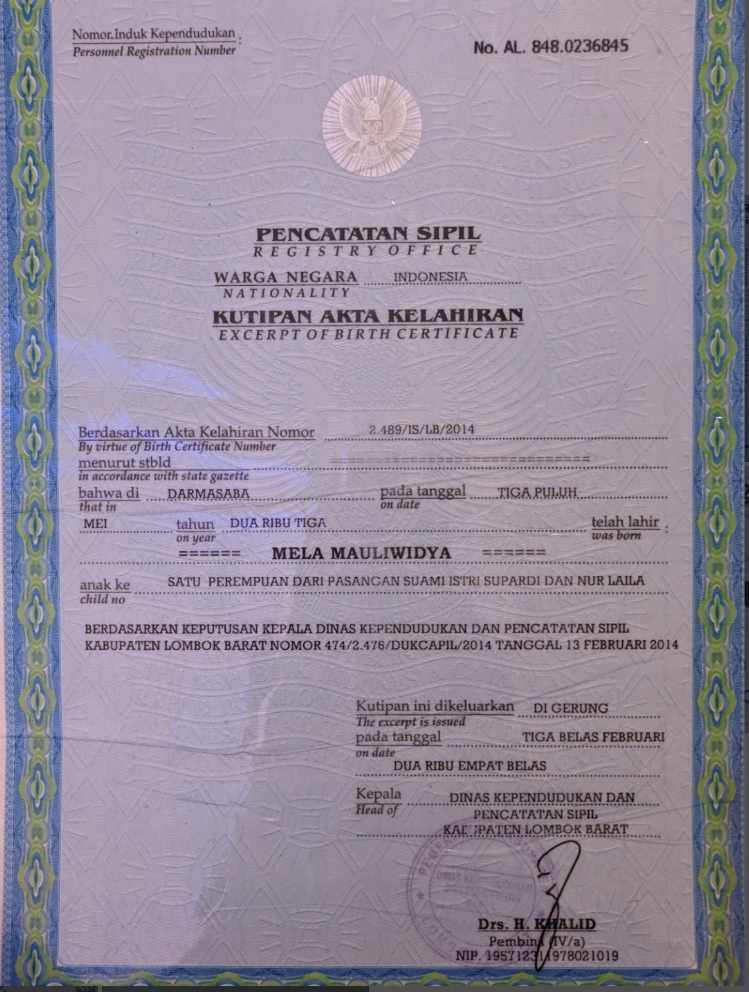 Nomor Induk Kependudukan :
Personnel Registration Number
No. AL. 848.0236845
PENCATATAN SIPIL
REGISTRY OFFICE
WARGA NEGARA INDONESIA
NATIONALITY
KUTIPAN AKTA KELAHIRAN
EXCERPT OF BIRTH CERTIFICATE
Berdasarkan Akta Kelahiran Nomor 2.489/IS/LB/2014
By virtue of Birth Certificate Number
menurut stbld ==============================
in accordance with state gazette
bahwa di DARMASABA pada tanggal TIGA PULUH
that in on date
MEI tahun DUA RIBU TIGA telah lahir :
on year was born
====== MELA MAULIWIDYA ======
anak ke SATU PEREMPUAN DARI PASANGAN SUAMI ISTRI SUPARDI DAN NUR LAILA
child no
BERDASARKAN KEPUTUSAN KEPALA DINAS KEPENDUDUKAN DAN PENCATATAN SIPIL
KABUPATEN LOMBOK BARAT NOMOR 474/2.476/DUKCAPIL/2014 TANGGAL 13 FEBRUARI 2014
Kutipan ini dikeluarkan DI GERUNG
The excerpt is issued
pada tanggal TIGA BELAS FEBRUARI
on date
DUA RIBU EMPAT BELAS
Kepala DINAS KEPENDUDUKAN DAN
Head of PENCATATAN SIPIL
KABUPATEN LOMBOK BARAT
Drs. H. KHALID
Pembina (IV/a)
NIP. 195712311978021019